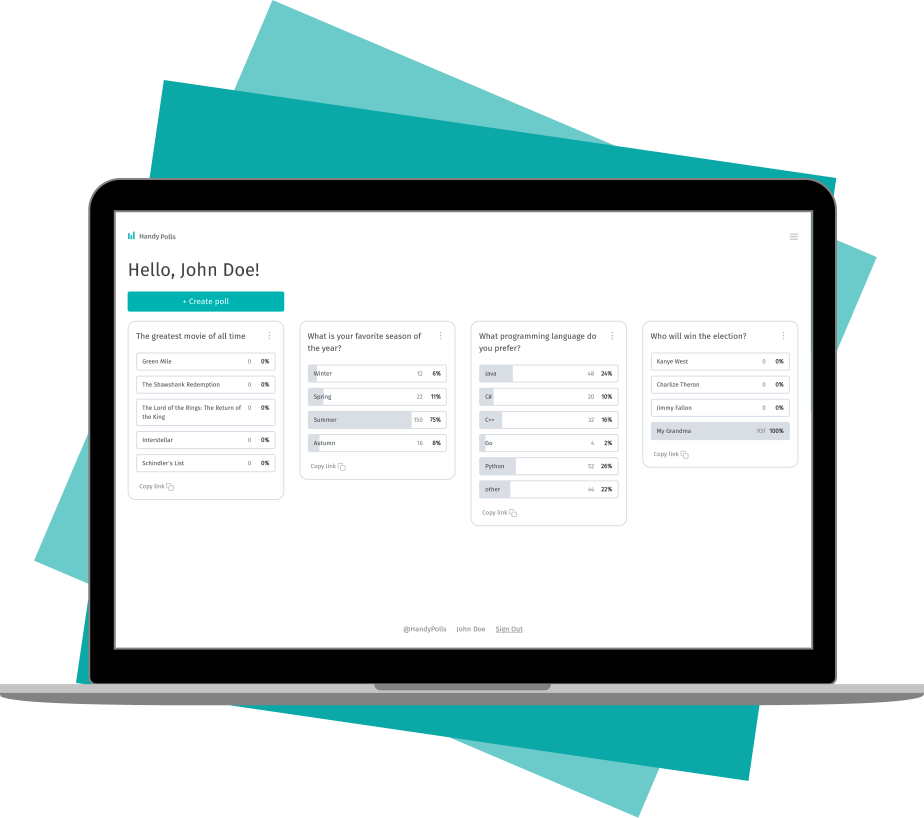 Handy Polls
Hello, John Doe!
+ Create poll
The greatest movie of all time
Green Mile 0 0%
The Shawshank Redemption 0 0%
The Lord of the Rings: The Return of 0 0%
the King
Interstellar 0 0%
Schindler's List 0 0%
Copy link
What is your favorite season of
the year?
Winter 12 6%
Spring 22 11%
Summer 150 75%
Autumn 16 8%
Copy link
What programming language do
you prefer?
Java 48 24%
C# 20 10%
C++ 32 16%
Go 4 2%
Python 52 26%
other 44 22%
Copy link
Who will win the election?
Kanye West 0 0%
Charlize Theron 0 0%
Jimmy Fallon 0 0%
My Grandma 937 100%
Copy link
@HandyPolls John Doe Sign Out